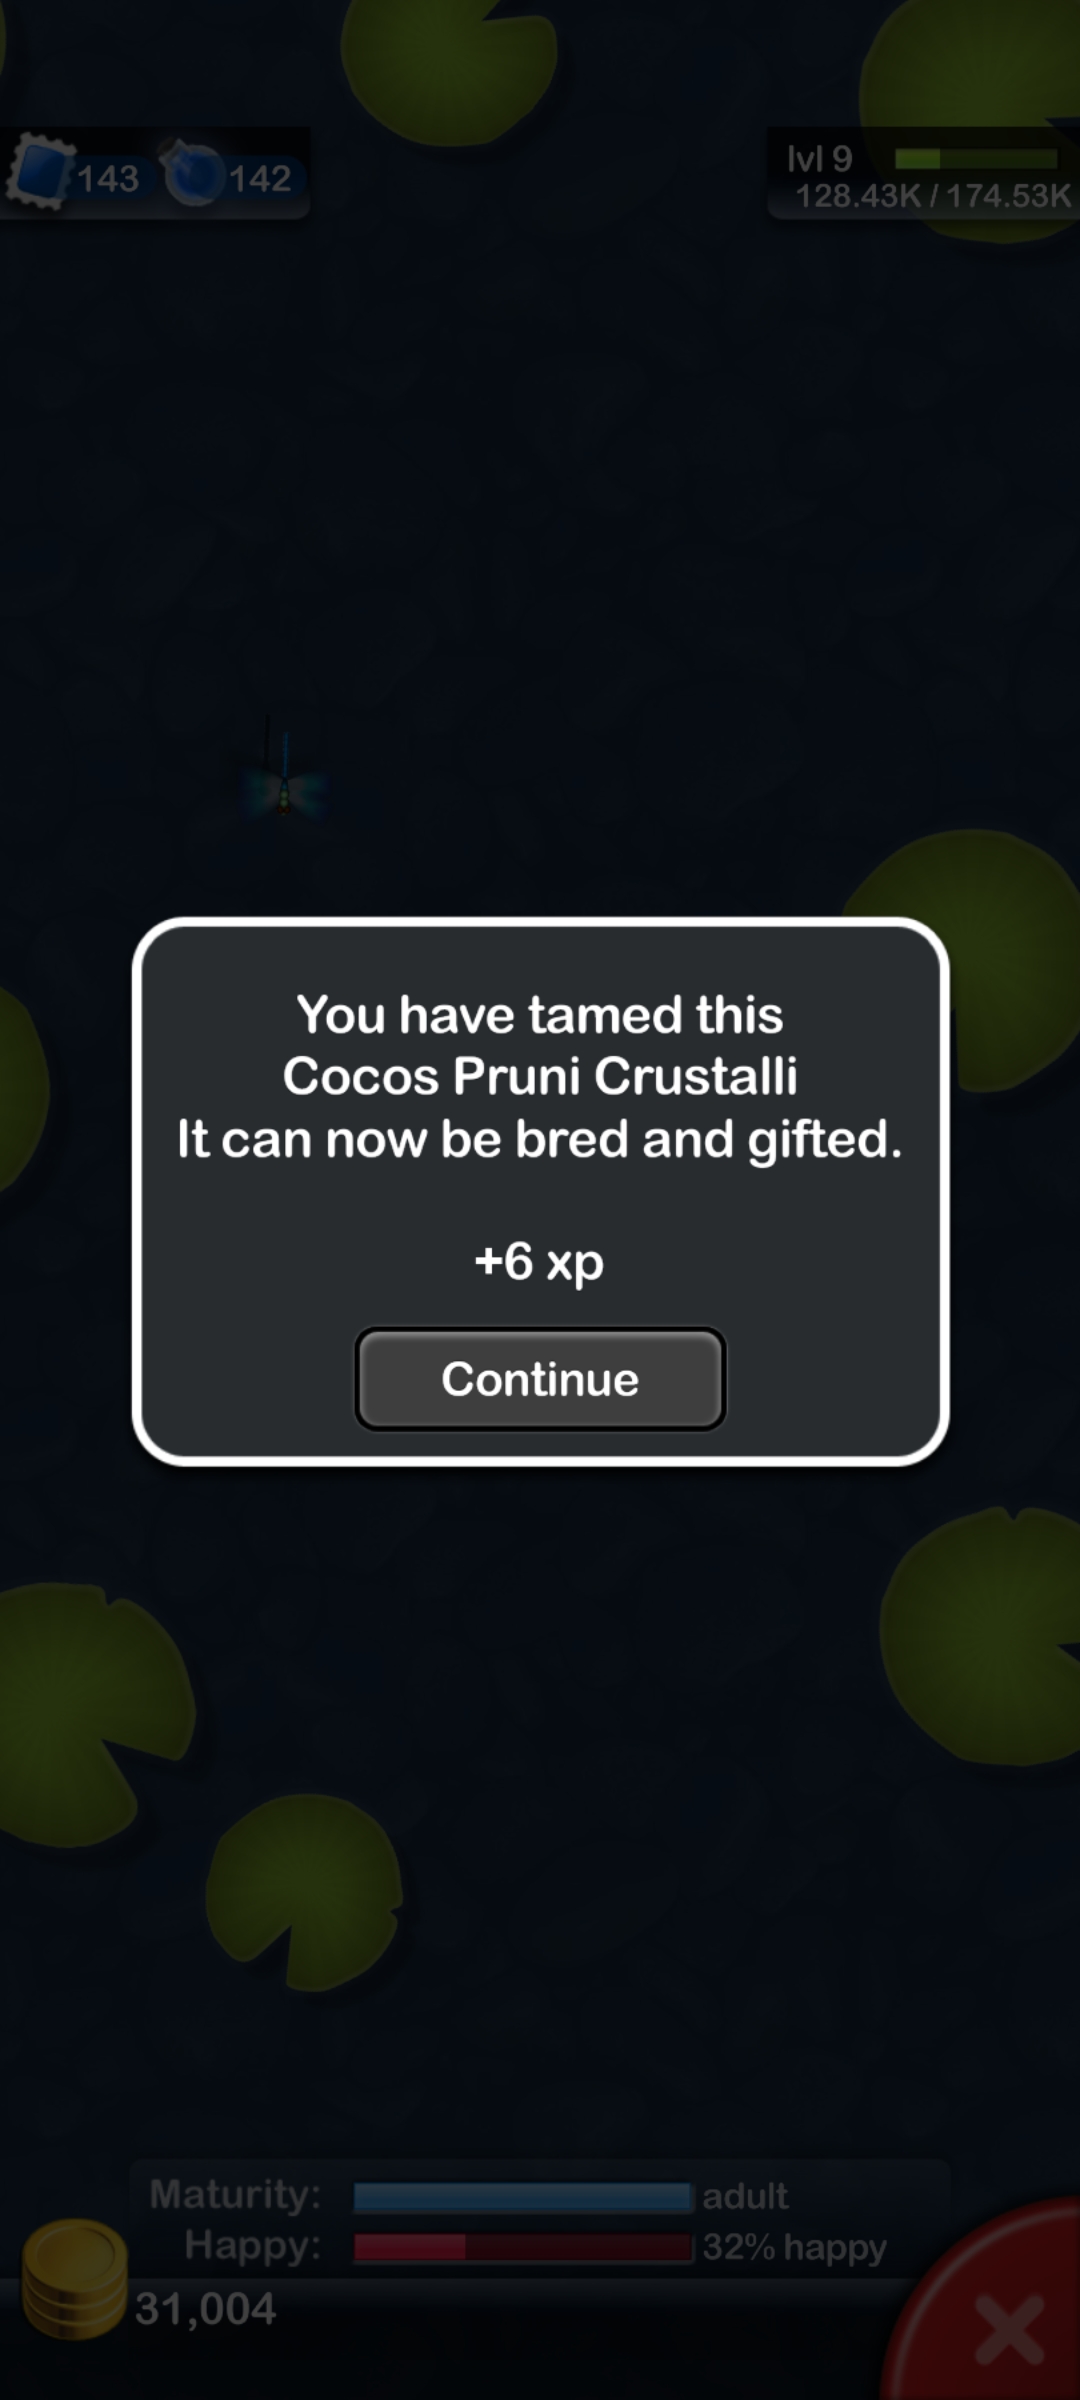 143 142
lvl 9
128.43K / 174.53K
You have tamed this
Cocos Pruni Crustalli
It can now be bred and gifted.
+6 xp
Continue
Maturity: adult
Happy: 32% happy
31,004